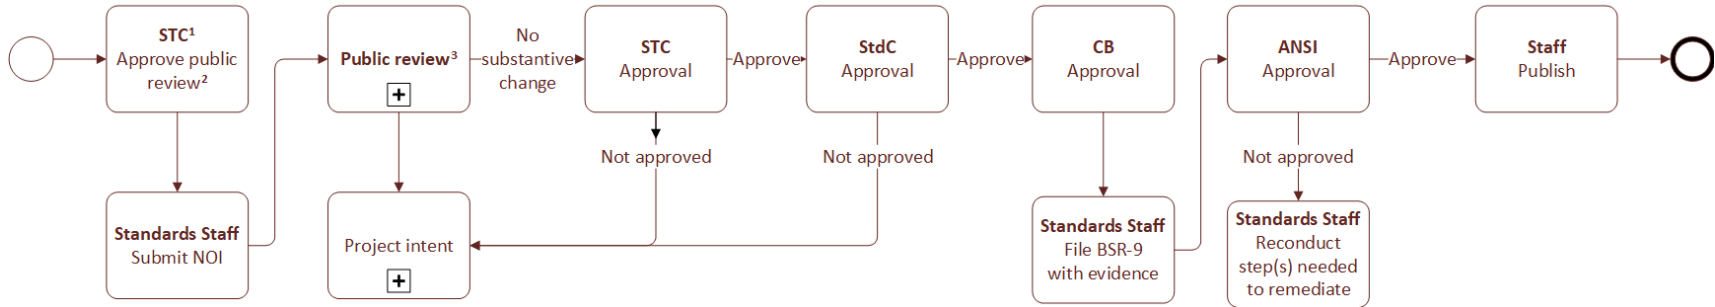 STC¹
Approve public
review²
Standards Staff
Submit NOI
Public review³
Project intent
No
substantive
change
STC
Approval
Not approved
Approve
StdC
Approval
Not approved
Approve
CB
Approval
Standards Staff
File BSR-9
with evidence
ANSI
Approval
Not approved
Standards Staff
Reconduct
step(s) needed
to remediate
Approve
Staff
Publish